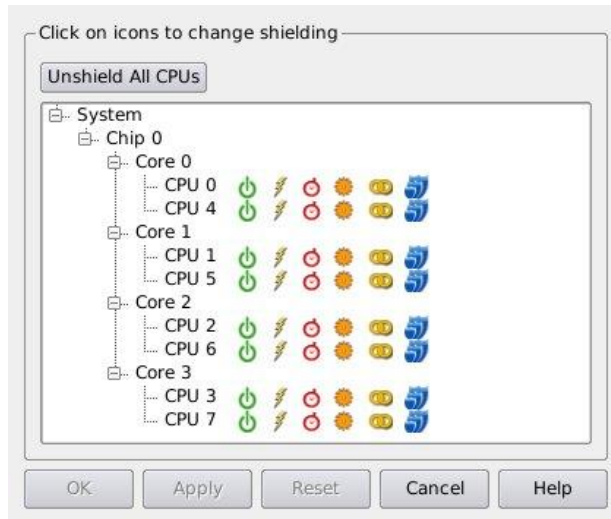 Click on icons to change shielding
Unshield All CPUs
System
Chip 0
Core 0
CPU 0
CPU 4
Core 1
CPU 1
CPU 5
Core 2
CPU 2
CPU 6
Core 3
CPU 3
CPU 7
OK Apply Reset Cancel Help